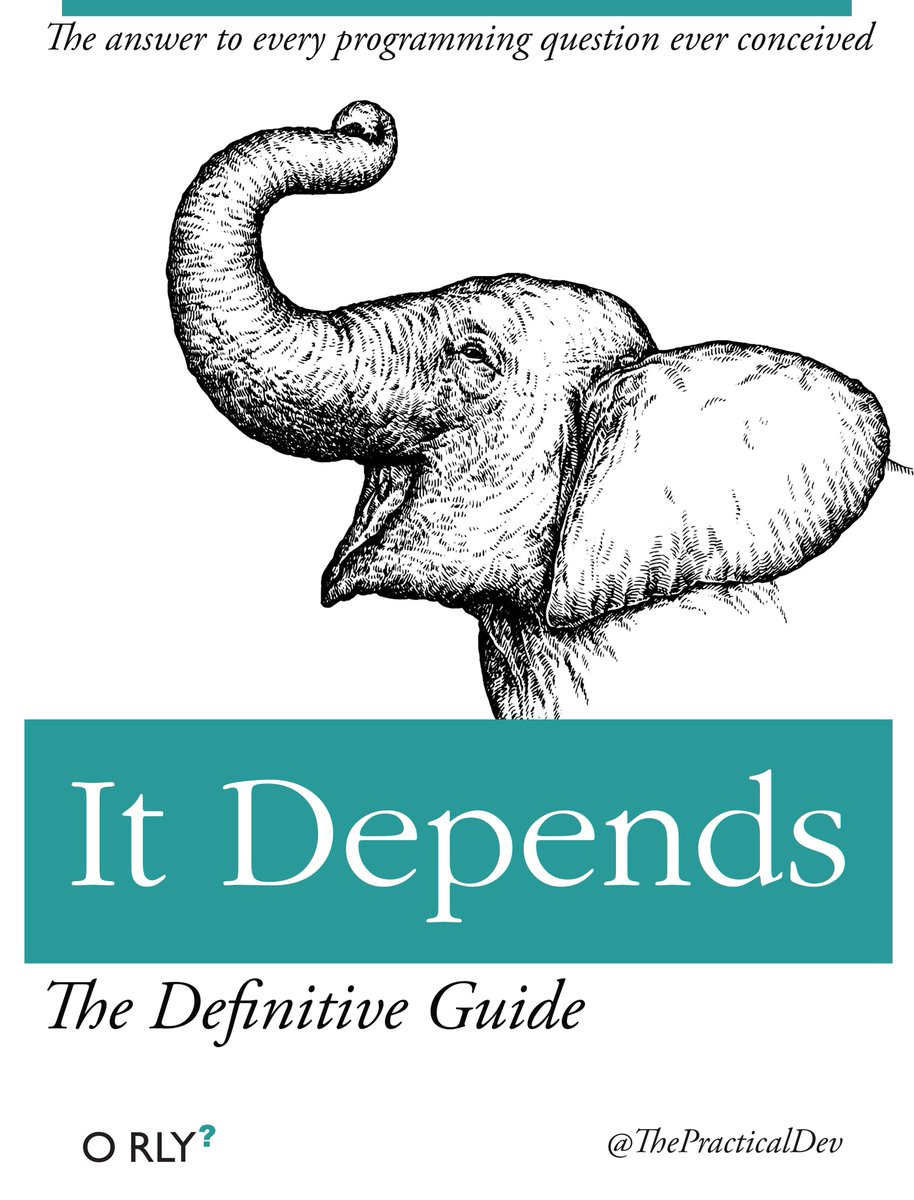 The answer to every programming question ever conceived
It Depends
The Definitive Guide
O RLY?
@ThePracticalDev